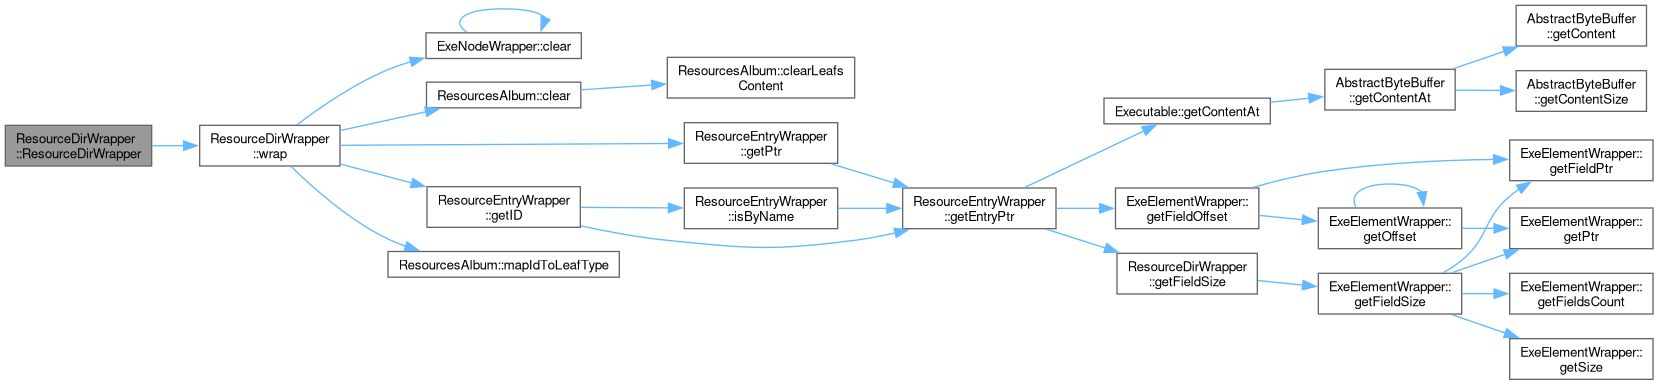 ResourceDirWrapper
::ResourceDirWrapper
ResourceDirWrapper
::wrap
ExeNodeWrapper::clear
ResourcesAlbum::clear
ResourcesAlbum::clearLeafs
Content
ResourceEntryWrapper
::getPtr
ResourceEntryWrapper
::getID
ResourceEntryWrapper
::isByName
ResourcesAlbum::mapIdToLeafType
ResourceEntryWrapper
::getEntryPtr
Executable::getContentAt
AbstractByteBuffer
::getContentAt
AbstractByteBuffer
::getContent
AbstractByteBuffer
::getContentSize
ExeElementWrapper::
getFieldOffset
ResourceDirWrapper
::getFieldSize
ExeElementWrapper::
getOffset
ExeElementWrapper::
getFieldSize
ExeElementWrapper::
getFieldPtr
ExeElementWrapper::
getPtr
ExeElementWrapper::
getFieldsCount
ExeElementWrapper::
getSize